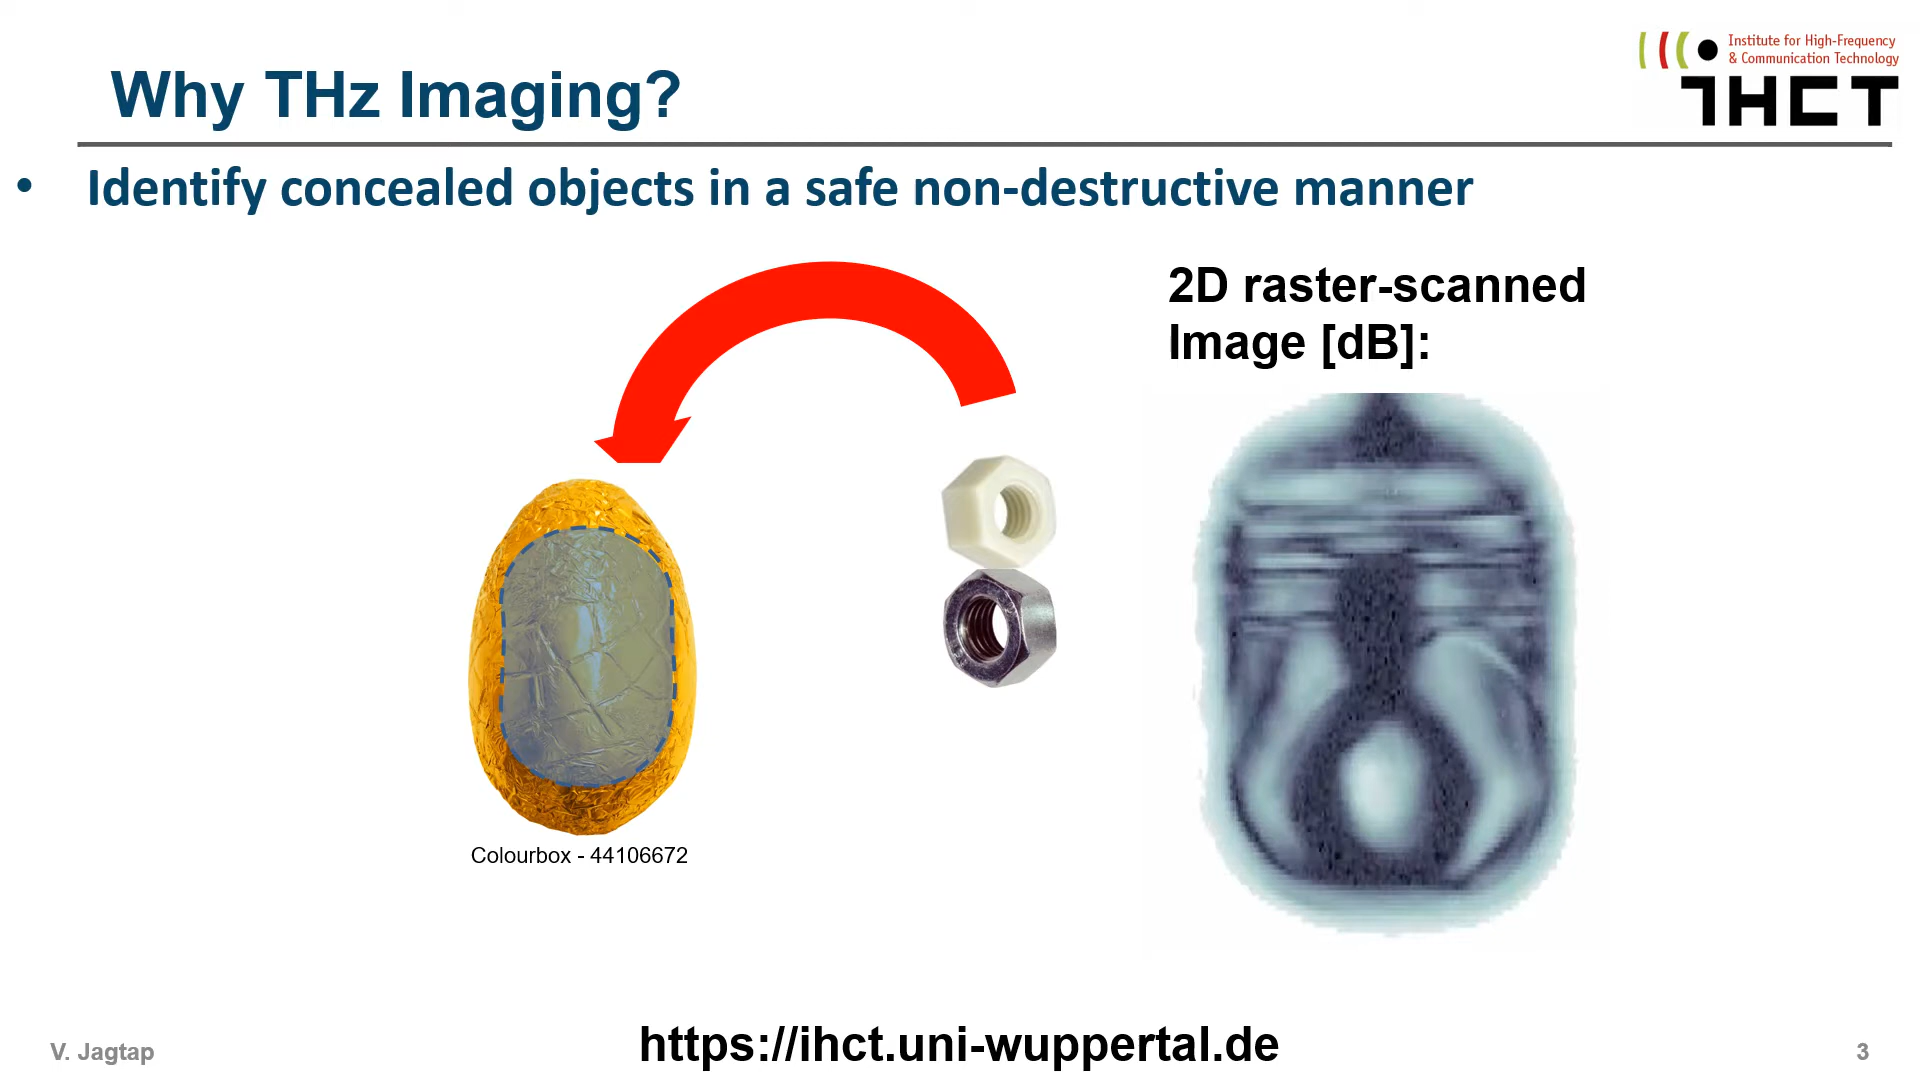 Institute for High-Frequency
& Communication Technology
IHCT
Why THz Imaging?
• Identify concealed objects in a safe non-destructive manner
2D raster-scanned
Image [dB]:
Colourbox - 44106672
V. Jagtap
https://ihct.uni-wuppertal.de
3